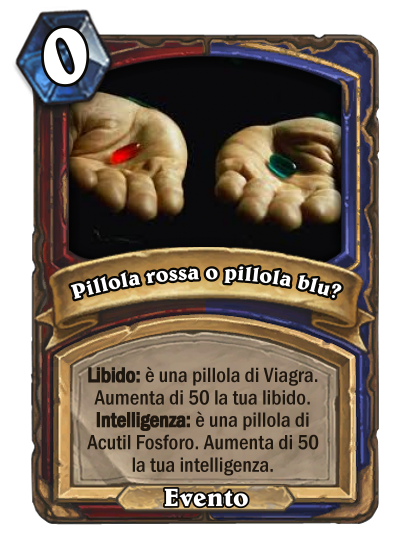 0
Pillola rossa o pillola blu?
Libido: è una pillola di Viagra.
Aumenta di 50 la tua libido.
Intelligenza: è una pillola di
Acutil Fosforo. Aumenta di 50
la tua intelligenza.
Evento